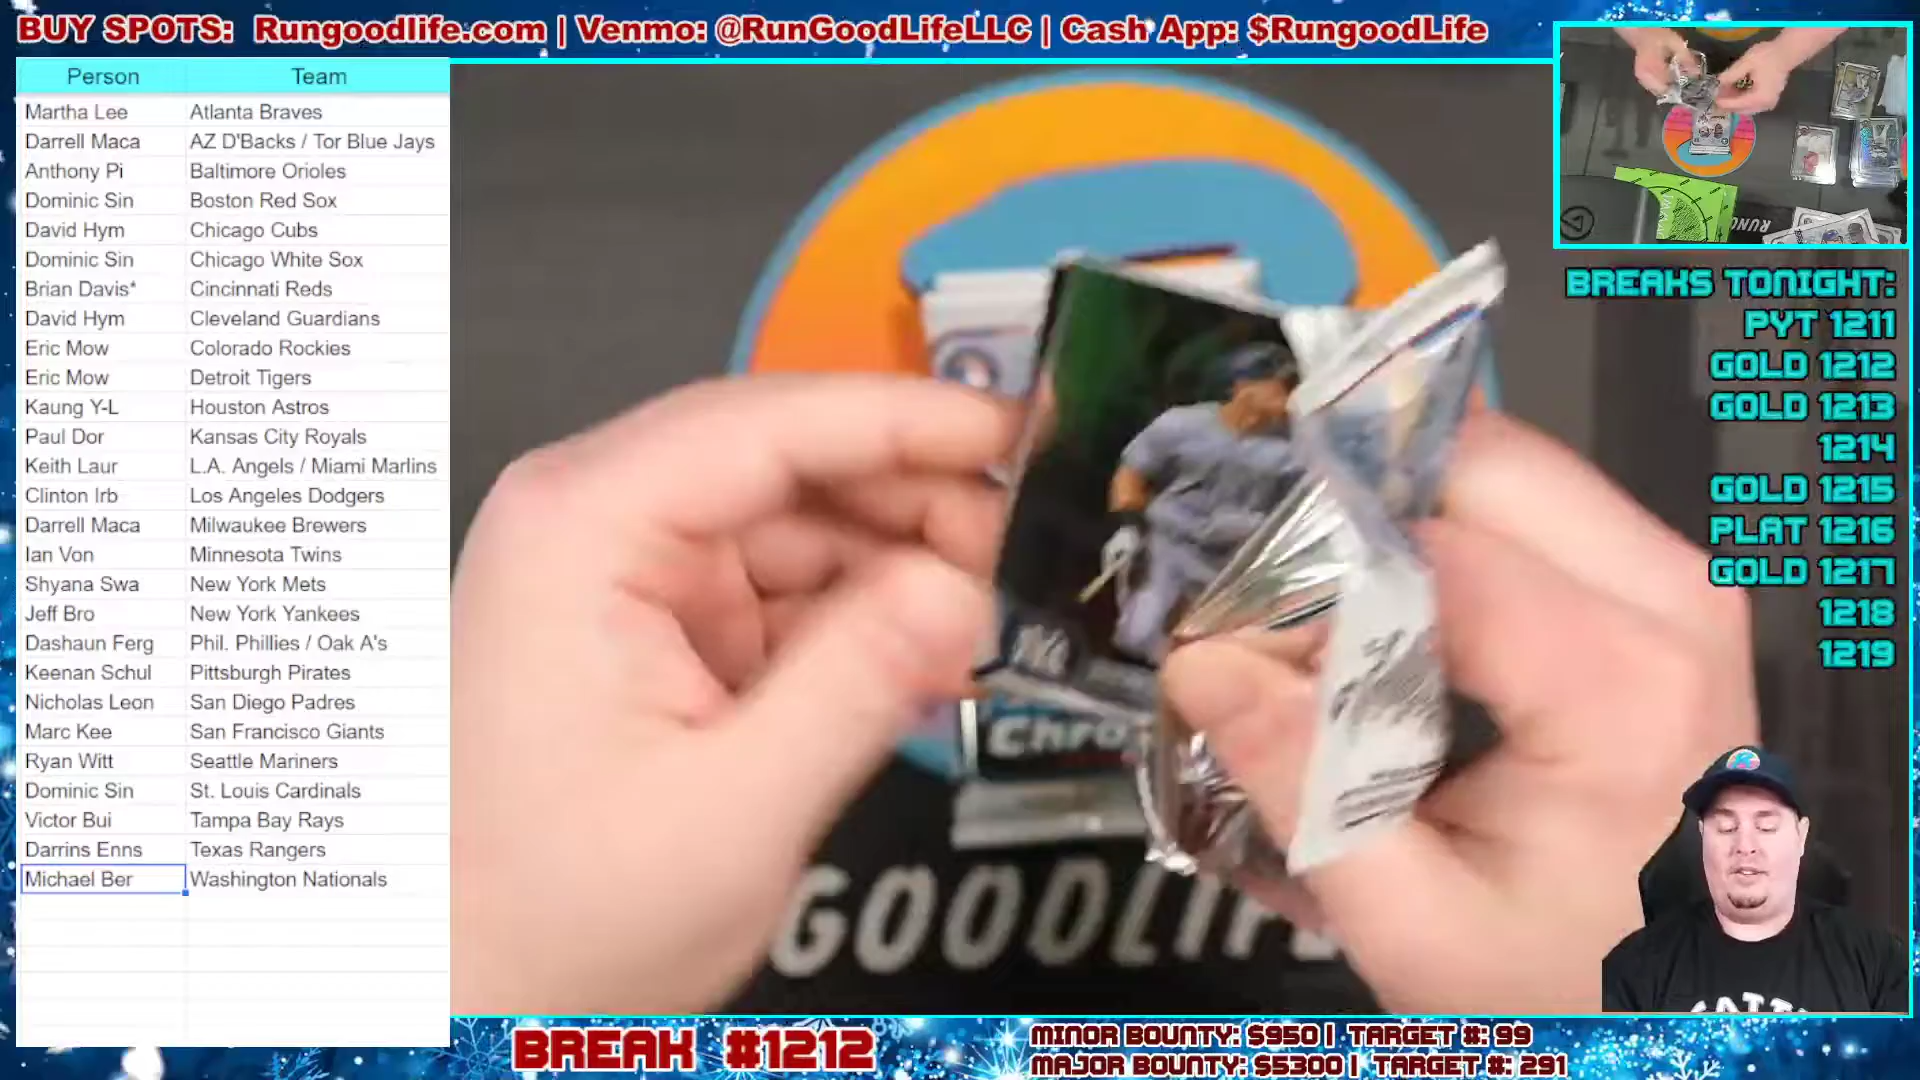 BUY SPOTS: Rungoodlife.com | Venmo: @RunGoodLifeLLC | Cash App: $RungoodLife
Person Team
Martha Lee Atlanta Braves
Darrell Maca AZ D'Backs / Tor Blue Jays
Anthony Pi Baltimore Orioles
Dominic Sin Boston Red Sox
David Hym Chicago Cubs
Dominic Sin Chicago White Sox
Brian Davis* Cincinnati Reds
David Hym Cleveland Guardians
Eric Mow Colorado Rockies
Eric Mow Detroit Tigers
Kaung Y-L Houston Astros
Paul Dor Kansas City Royals
Keith Laur L.A. Angels / Miami Marlins
Clinton Irb Los Angeles Dodgers
Darrell Maca Milwaukee Brewers
Ian Von Minnesota Twins
Shyana Swa New York Mets
Jeff Bro New York Yankees
Dashaun Ferg Phil. Phillies / Oak A's
Keenan Schul Pittsburgh Pirates
Nicholas Leon San Diego Padres
Marc Kee San Francisco Giants
Ryan Witt Seattle Mariners
Dominic Sin St. Louis Cardinals
Victor Bui Tampa Bay Rays
Darrins Enns Texas Rangers
Michael Ber Washington Nationals
Chro
GOODLIFE
BREAKS TONIGHT:
PYT 1211
GOLD 1212
GOLD 1213
1214
GOLD 1215
PLAT 1216
GOLD 1217
1218
1219
BREAK #1212
MINOR BOUNTY: $950 | TARGET #: 99
MAJOR BOUNTY: $5300 | TARGET #: 291